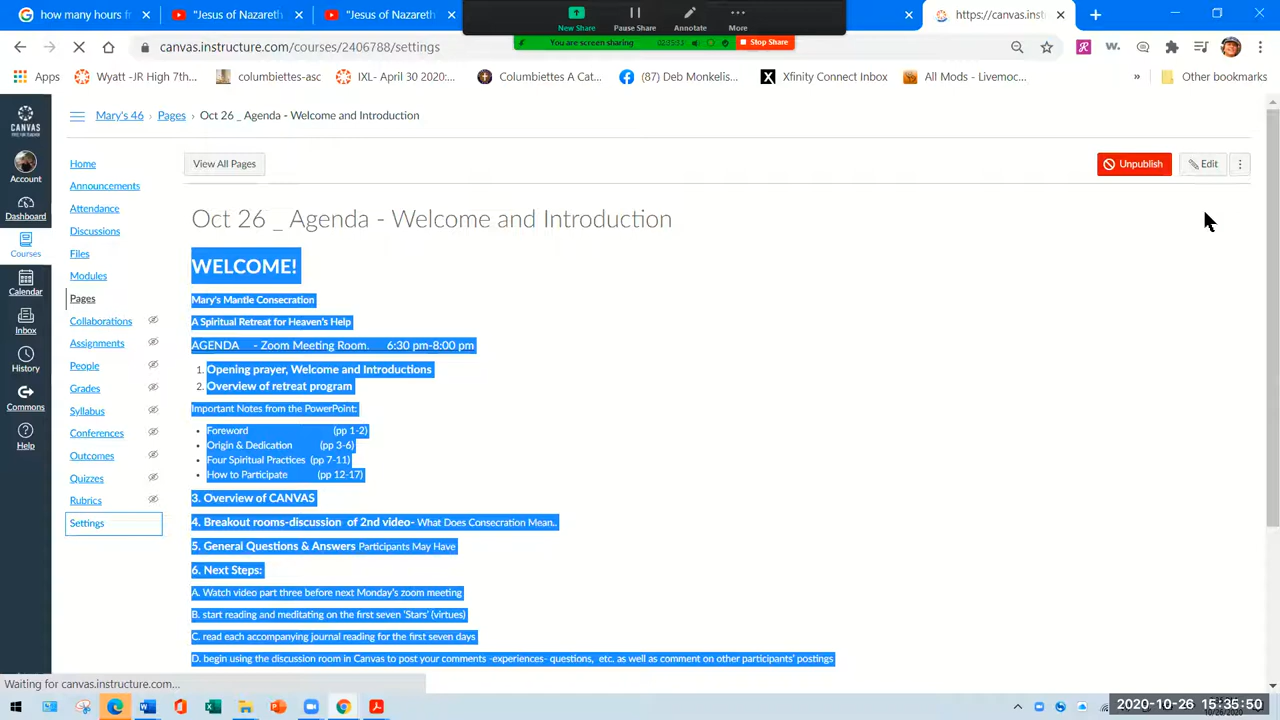 how many hours f
"Jesus of Nazareth
"Jesus of Nazareth
New Share
Pause Share
Annotate
More
https://canvas.ins
You are screen sharing
Stop Share
canvas.instructure.com/courses/2406788/settings
Apps
Wyatt -JR High 7th...
columbiettes-asc
IXL- April 30 2020:...
Columbiettes A Cat...
(87) Deb Monkelis...
Xfinity Connect Inbox
All Mods - Livemoc...
»
Other bookmarks
CANVAS
Account
Dashboard
Courses
Calendar
Inbox
History
Commons
Help
Mary's 46 › Pages › Oct 26 _ Agenda - Welcome and Introduction
Home
Announcements
Attendance
Discussions
Files
Modules
Pages
Collaborations
Assignments
People
Grades
Syllabus
Conferences
Outcomes
Quizzes
Rubrics
Settings
View All Pages
Unpublish
Edit
Oct 26 _ Agenda - Welcome and Introduction
WELCOME!
Mary's Mantle Consecration
A Spiritual Retreat for Heaven's Help
AGENDA - Zoom Meeting Room. 6:30 pm-8:00 pm
1. Opening prayer, Welcome and Introductions
2. Overview of retreat program
Important Notes from the PowerPoint:
• Foreword (pp 1-2)
• Origin & Dedication (pp 3-6)
• Four Spiritual Practices (pp 7-11)
• How to Participate (pp 12-17)
3. Overview of CANVAS
4. Breakout rooms-discussion of 2nd video- What Does Consecration Mean..
5. General Questions & Answers Participants May Have
6. Next Steps:
A. Watch video part three before next Monday's zoom meeting
B. start reading and meditating on the first seven 'Stars' (virtues)
C. read each accompanying journal reading for the first seven days
D. begin using the discussion room in Canvas to post your comments -experiences- questions, etc. as well as comment on other participants' postings
Waiting for canvas.instructure.com...
2020-10-26 15:35:50